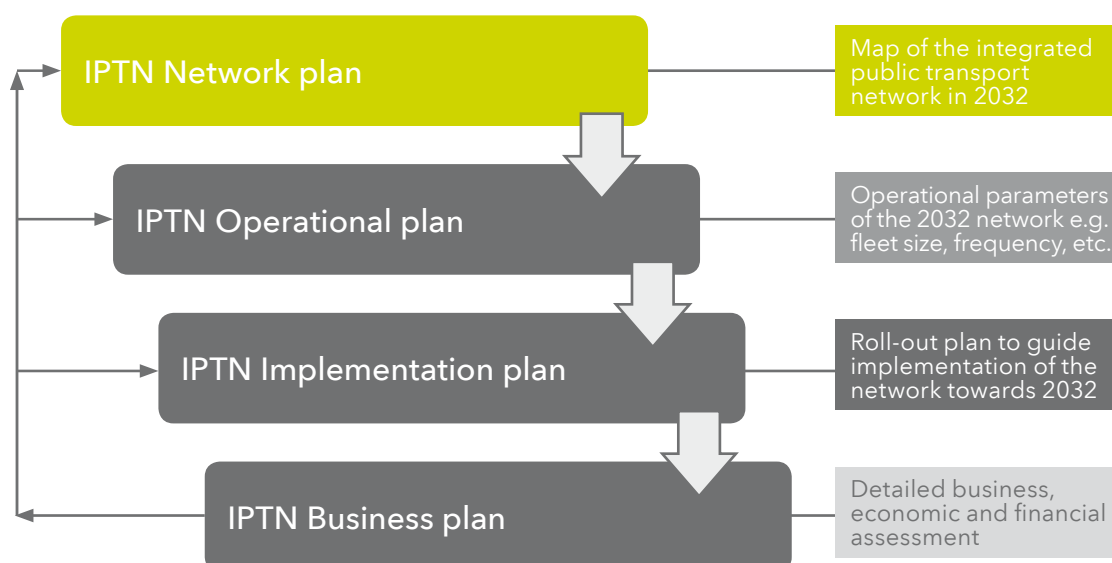 IPTN Network plan
Map of the integrated
public transport
network in 2032
IPTN Operational plan
Operational parameters
of the 2032 network e.g.
fleet size, frequency, etc.
IPTN Implementation plan
Roll-out plan to guide
implementation of the
network towards 2032
IPTN Business plan
Detailed business,
economic and financial
assessment